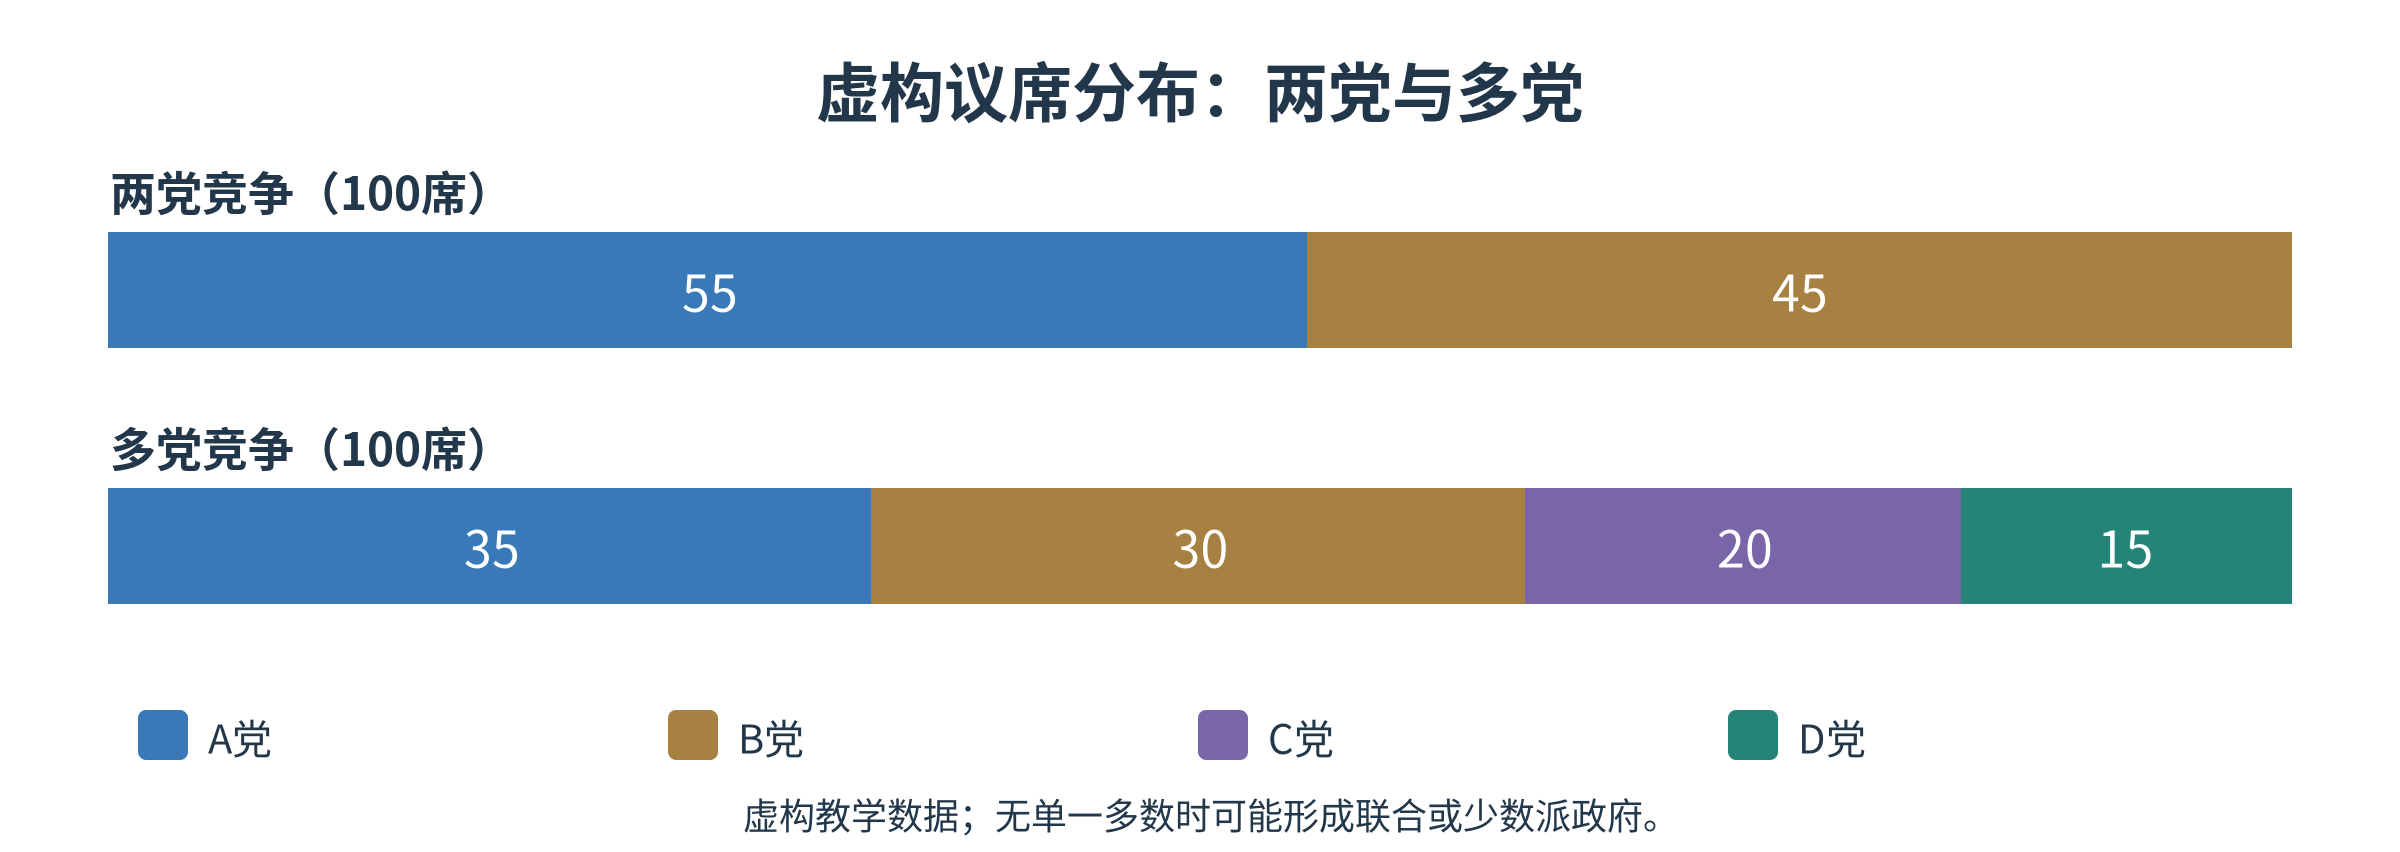 虚构议席分布：两党与多党
两党竞争（100席）
55 45
多党竞争（100席）
35 30 20 15
A党 B党 C党 D党
虚构教学数据；无单一多数时可能形成联合或少数派政府。